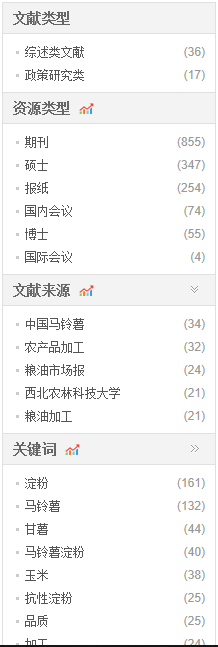 文献类型
综述类文献 (36)
政策研究类 (17)
资源类型
期刊 (855)
硕士 (347)
报纸 (254)
国内会议 (74)
博士 (55)
国际会议 (4)
文献来源
中国马铃薯 (34)
农产品加工 (32)
粮油市场报 (24)
西北农林科技大学 (21)
粮油加工 (21)
关键词
淀粉 (161)
马铃薯 (132)
甘薯 (44)
马铃薯淀粉 (40)
玉米 (38)
抗性淀粉 (25)
品质 (25)
加工 (24)